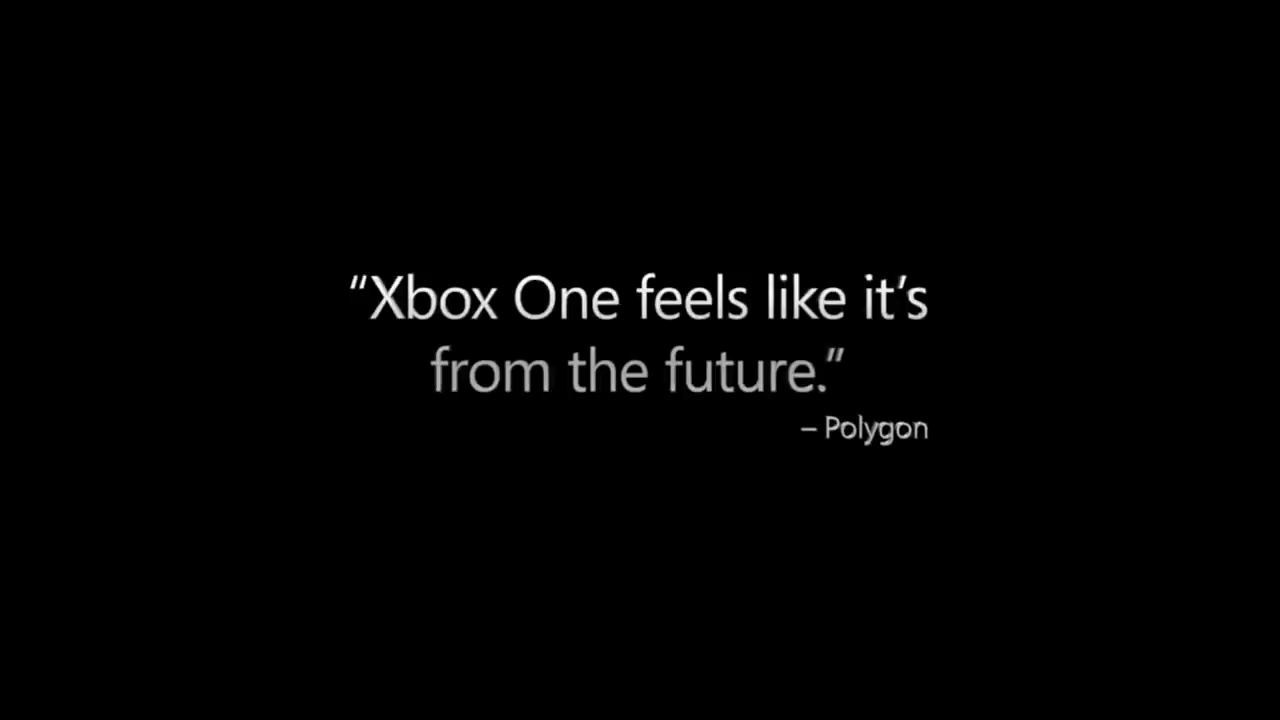 “Xbox One feels like it’s
from the future.”
– Polygon